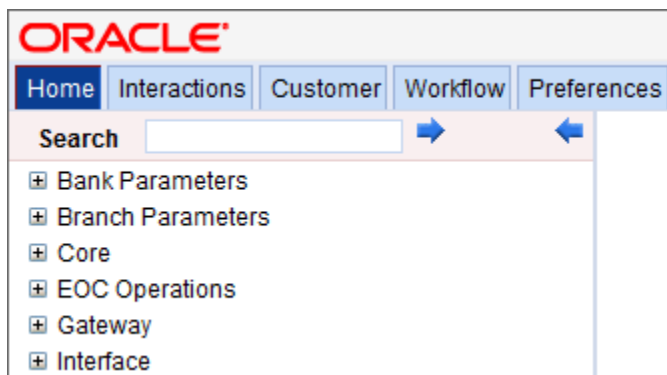 ORACLE
Home Interactions Customer Workflow Preferences
Search
Bank Parameters
Branch Parameters
Core
EOC Operations
Gateway
Interface